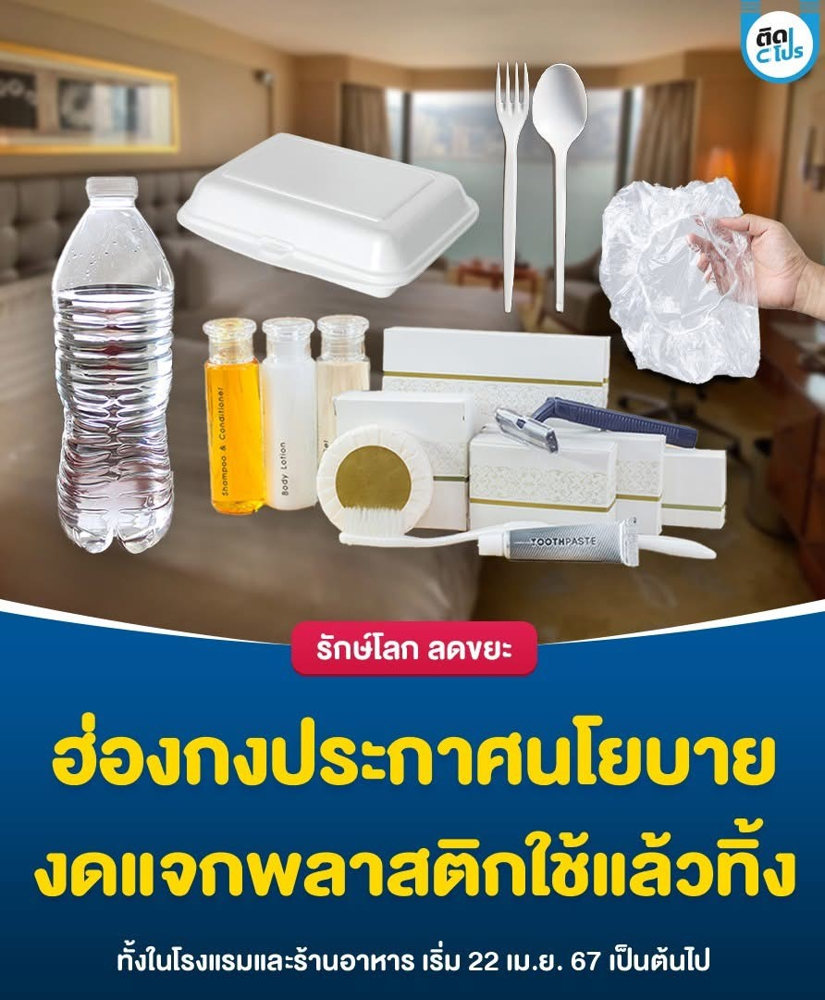 ติด
โปร
Shampoo & Conditioner
Body Lotion
TOOTHPASTE
รักษ์โลก ลดขยะ
ฮ่องกงประกาศนโยบาย
งดแจกพลาสติกใช้แล้วทิ้ง
ทั้งในโรงแรมและร้านอาหาร เริ่ม 22 เม.ย. 67 เป็นต้นไป